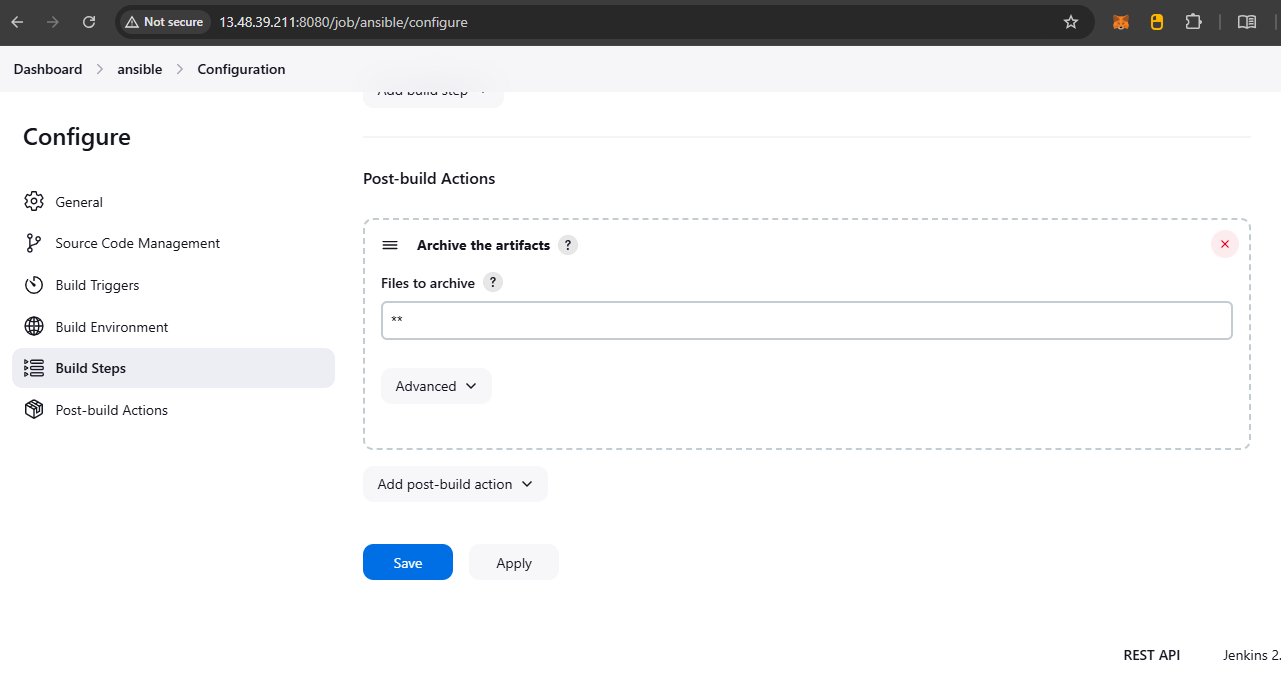 Not secure 13.48.39.211:8080/job/ansible/configure
Dashboard > ansible > Configuration
Add build step
Configure
General
Source Code Management
Build Triggers
Build Environment
Build Steps
Post-build Actions
Post-build Actions
Archive the artifacts ?
Files to archive ?
**
Advanced
Add post-build action
Save Apply
REST API Jenkins 2.